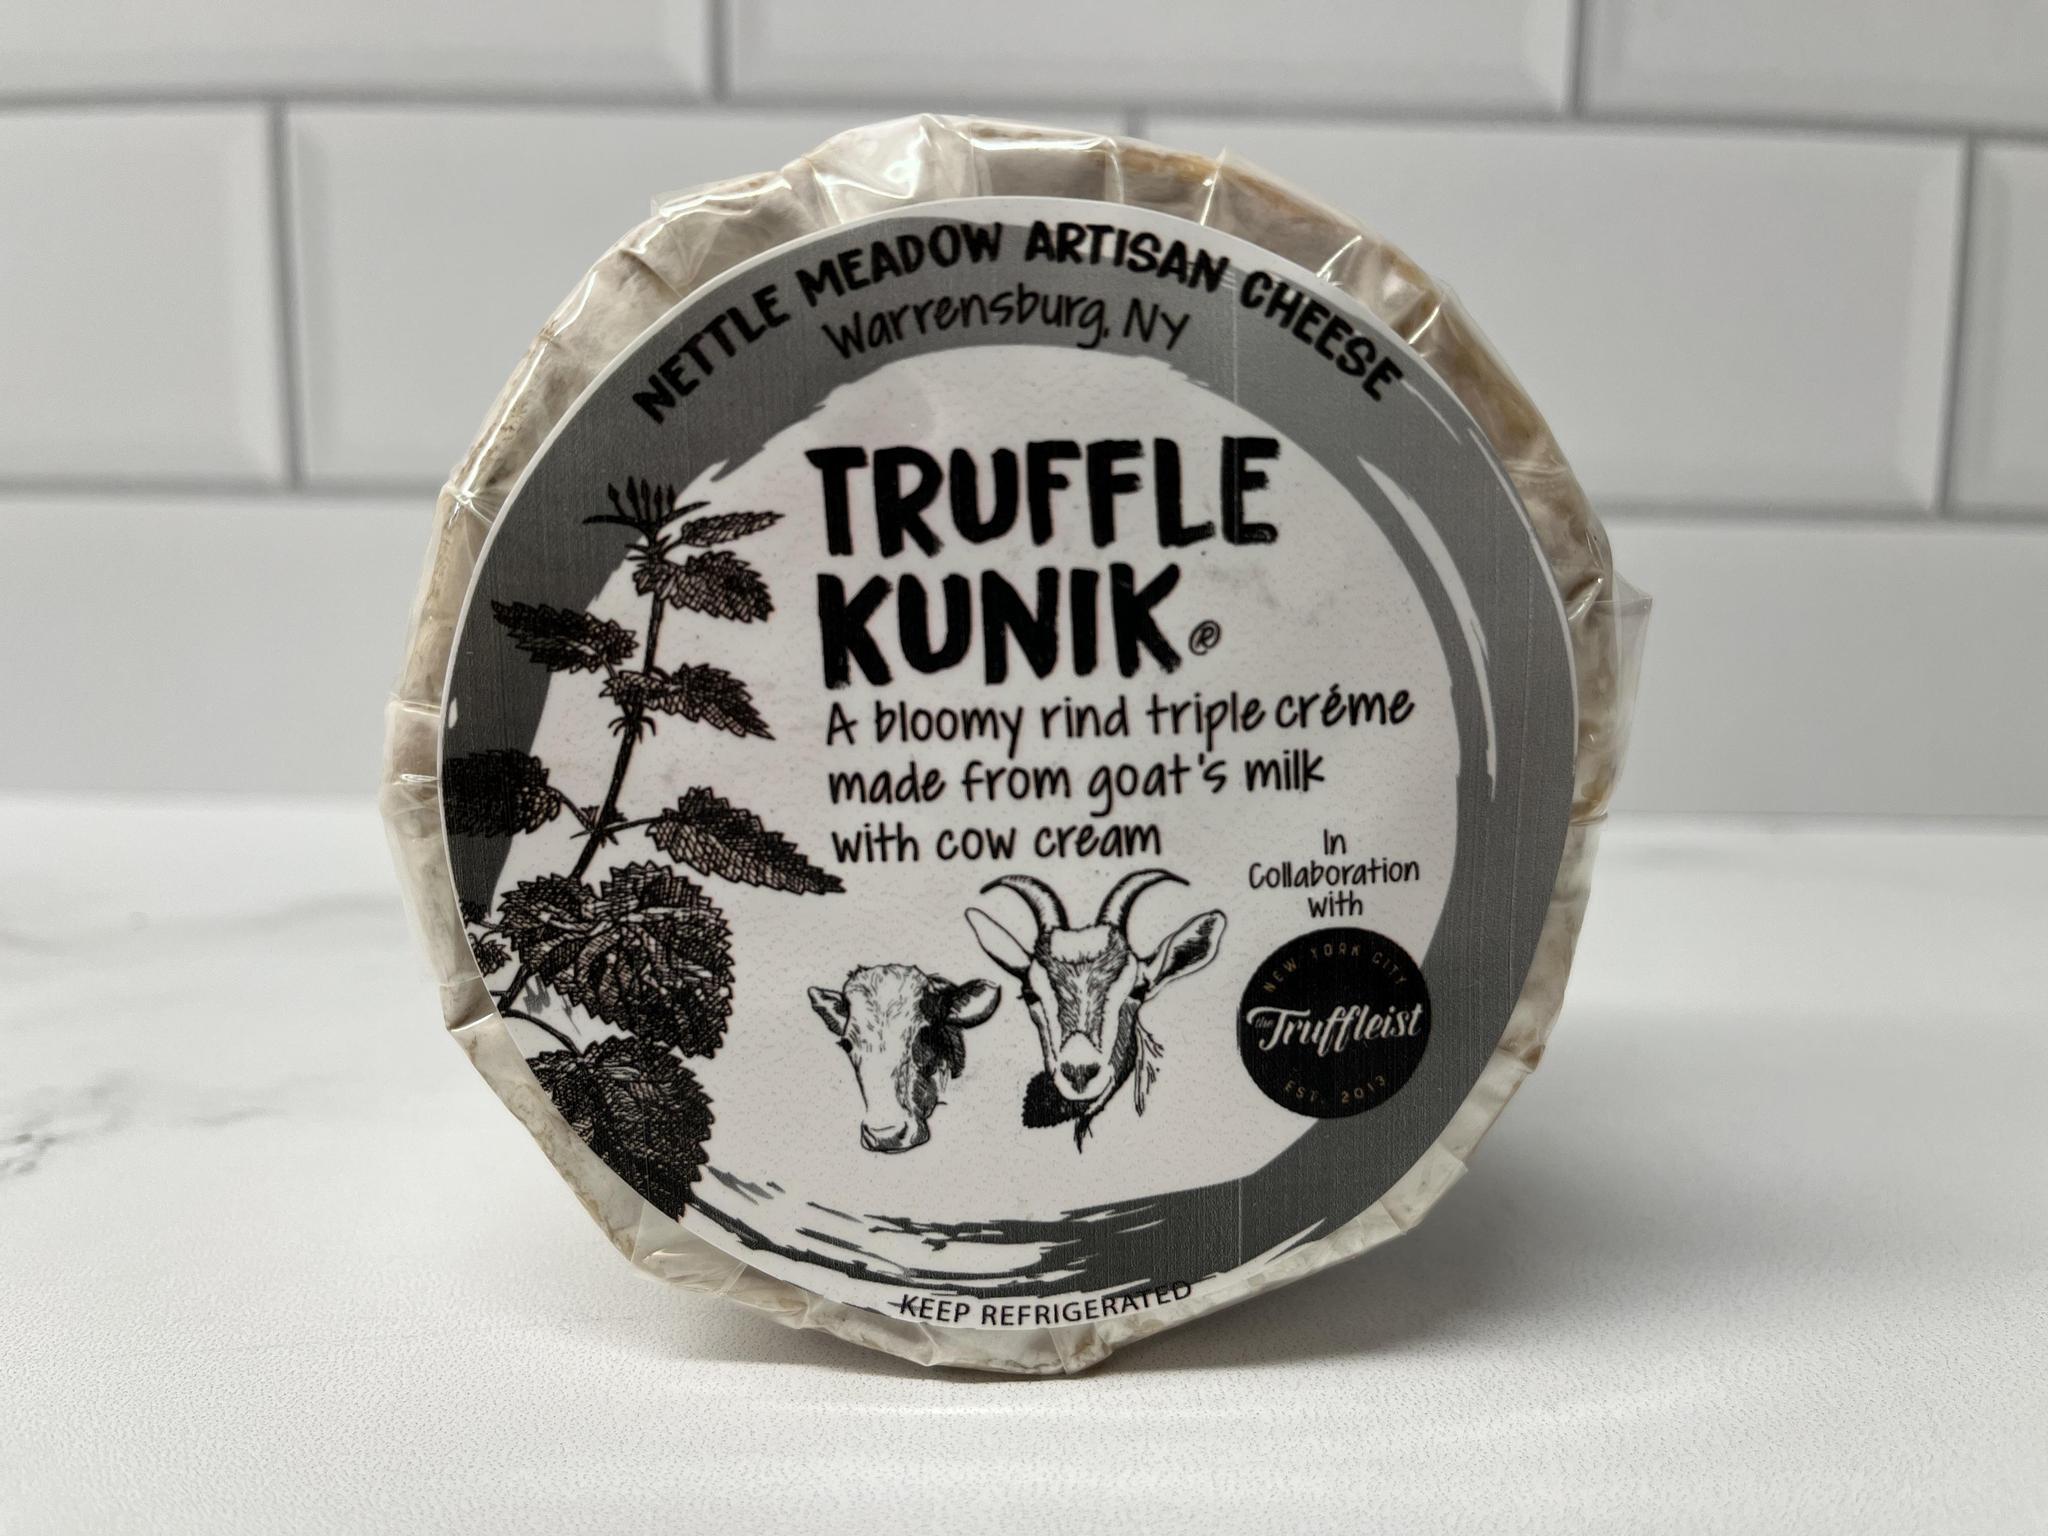 NETTLE MEADOW ARTISAN CHEESE
Warrensburg, NY
TRUFFLE
KUNIK®
A bloomy rind triple créme
made from goat's milk
with cow cream
In
Collaboration
with
NEW YORK CITY
the Truffleist
EST. 2013
KEEP REFRIGERATED